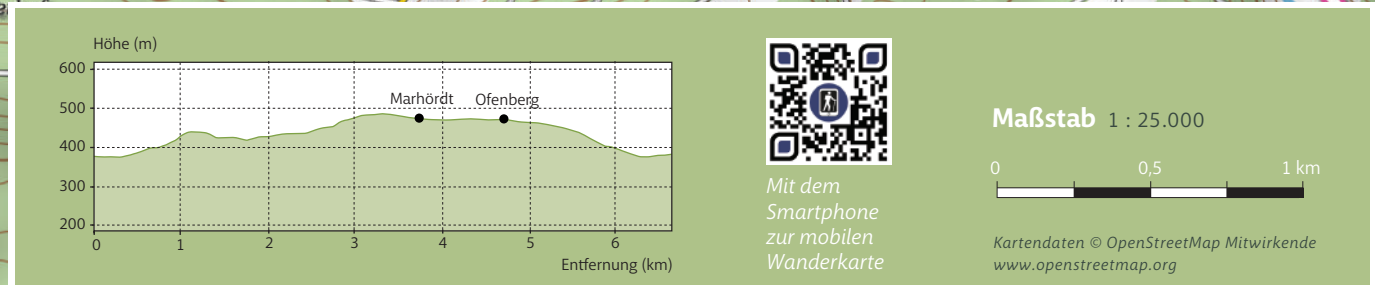 Höhe (m)
600
500
400
300
200
Marhördt
Ofenberg
0 1 2 3 4 5 6
Entfernung (km)
Mit dem
Smartphone
zur mobilen
Wanderkarte
Maßstab 1 : 25.000
0 0,5 1 km
Kartendaten © OpenStreetMap Mitwirkende
www.openstreetmap.org